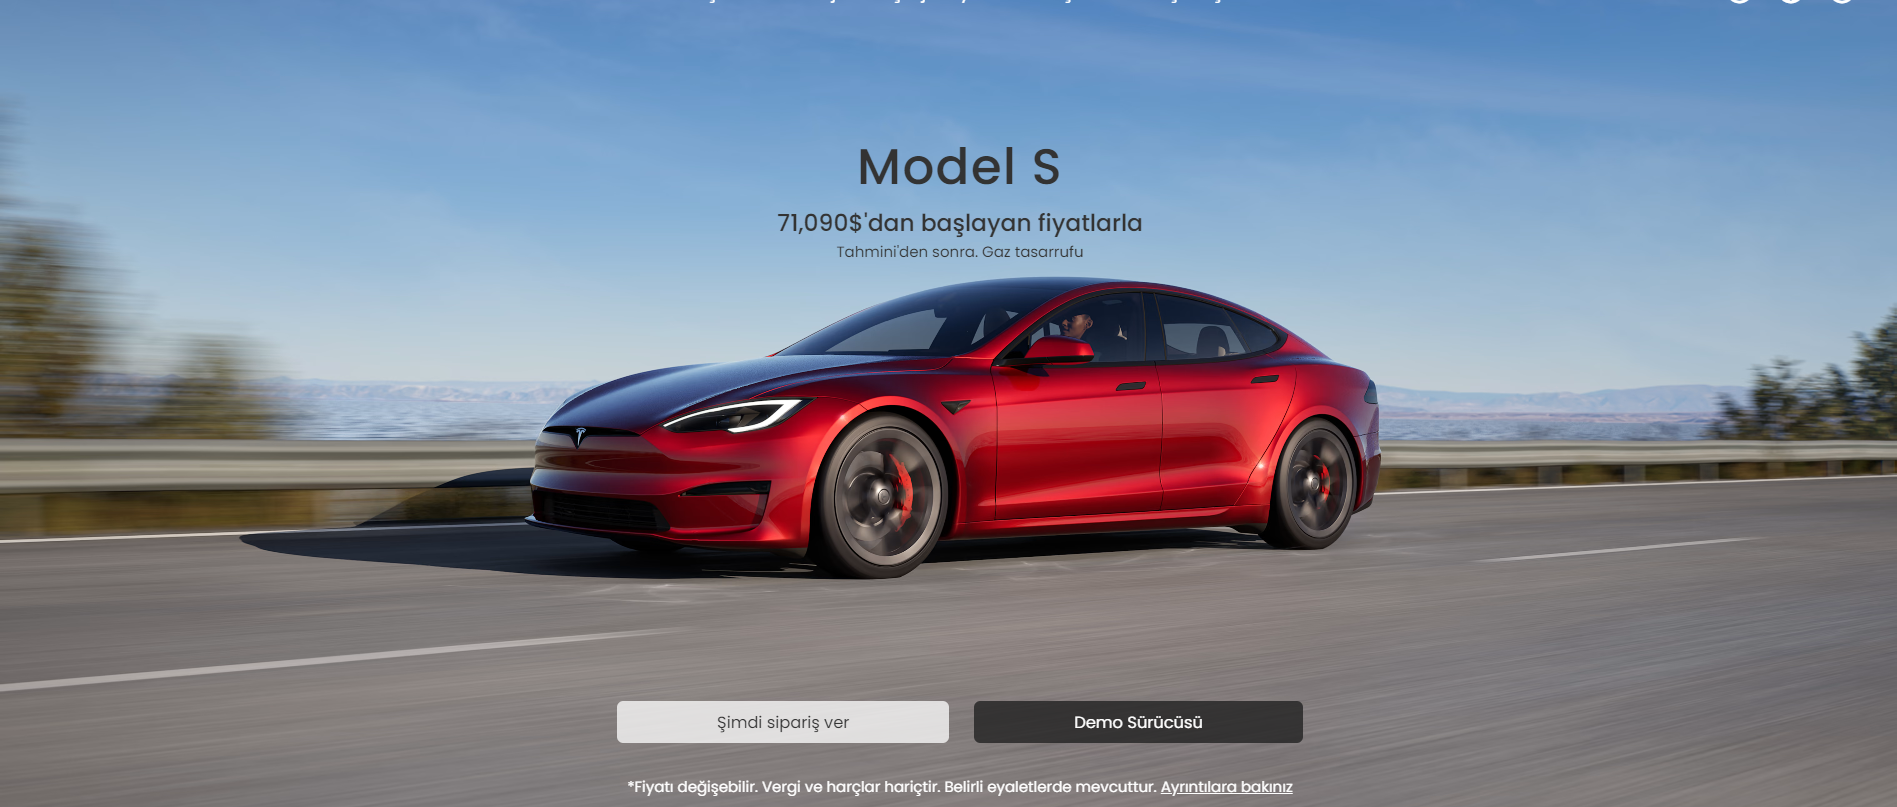 Model S
71,090$'dan başlayan fiyatlarla
Tahmini'den sonra. Gaz tasarrufu
Şimdi sipariş ver
Demo Sürücüsü
*Fiyatı değişebilir. Vergi ve harçlar hariçtir. Belirli eyaletlerde mevcuttur. Ayrıntılara bakınız